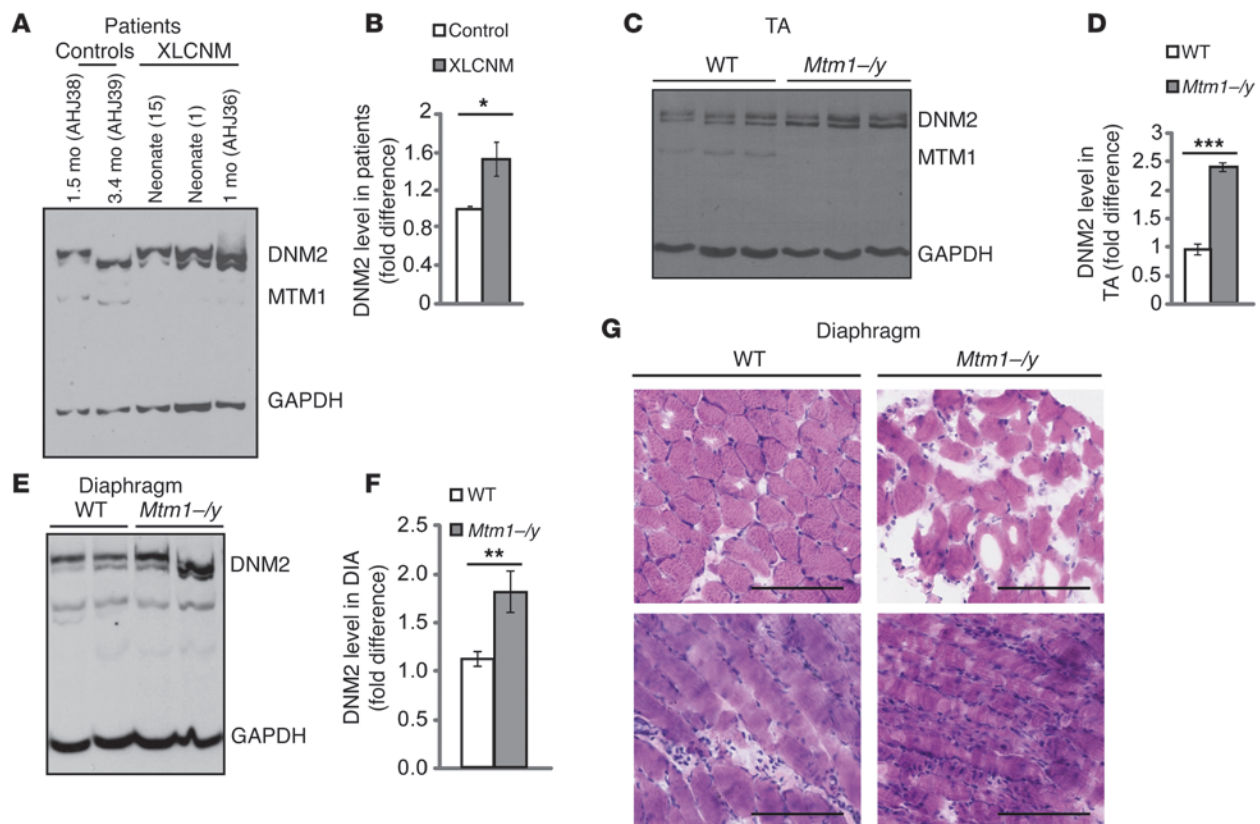 A
Patients
Controls XLCNM
1.5 mo (AHJ38)
3.4 mo (AHJ39)
Neonate (15)
Neonate (1)
1 mo (AHJ36)
DNM2
MTM1
GAPDH
B
Control
XLCNM
DNM2 level in patients
(fold difference)
2
1.6
1.2
0.8
0.4
0
*
C
TA
WT Mtm1–/y
DNM2
MTM1
GAPDH
D
WT
Mtm1–/y
DNM2 level in
TA (fold difference)
3
2.5
2
1.5
1
0.5
0
***
E
Diaphragm
WT Mtm1–/y
DNM2
GAPDH
F
WT
Mtm1–/y
DNM2 level in DIA
(fold difference)
2.5
2.0
1.5
1.0
0.5
0.0
**
G
Diaphragm
WT Mtm1–/y